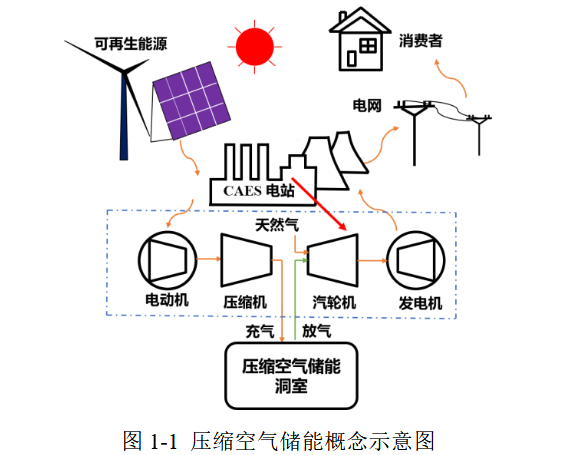 可再生能源
消费者
电网
CAES 电站
天然气
电动机
压缩机
汽轮机
发电机
充气
放气
压缩空气储能
洞室
图 1-1 压缩空气储能概念示意图